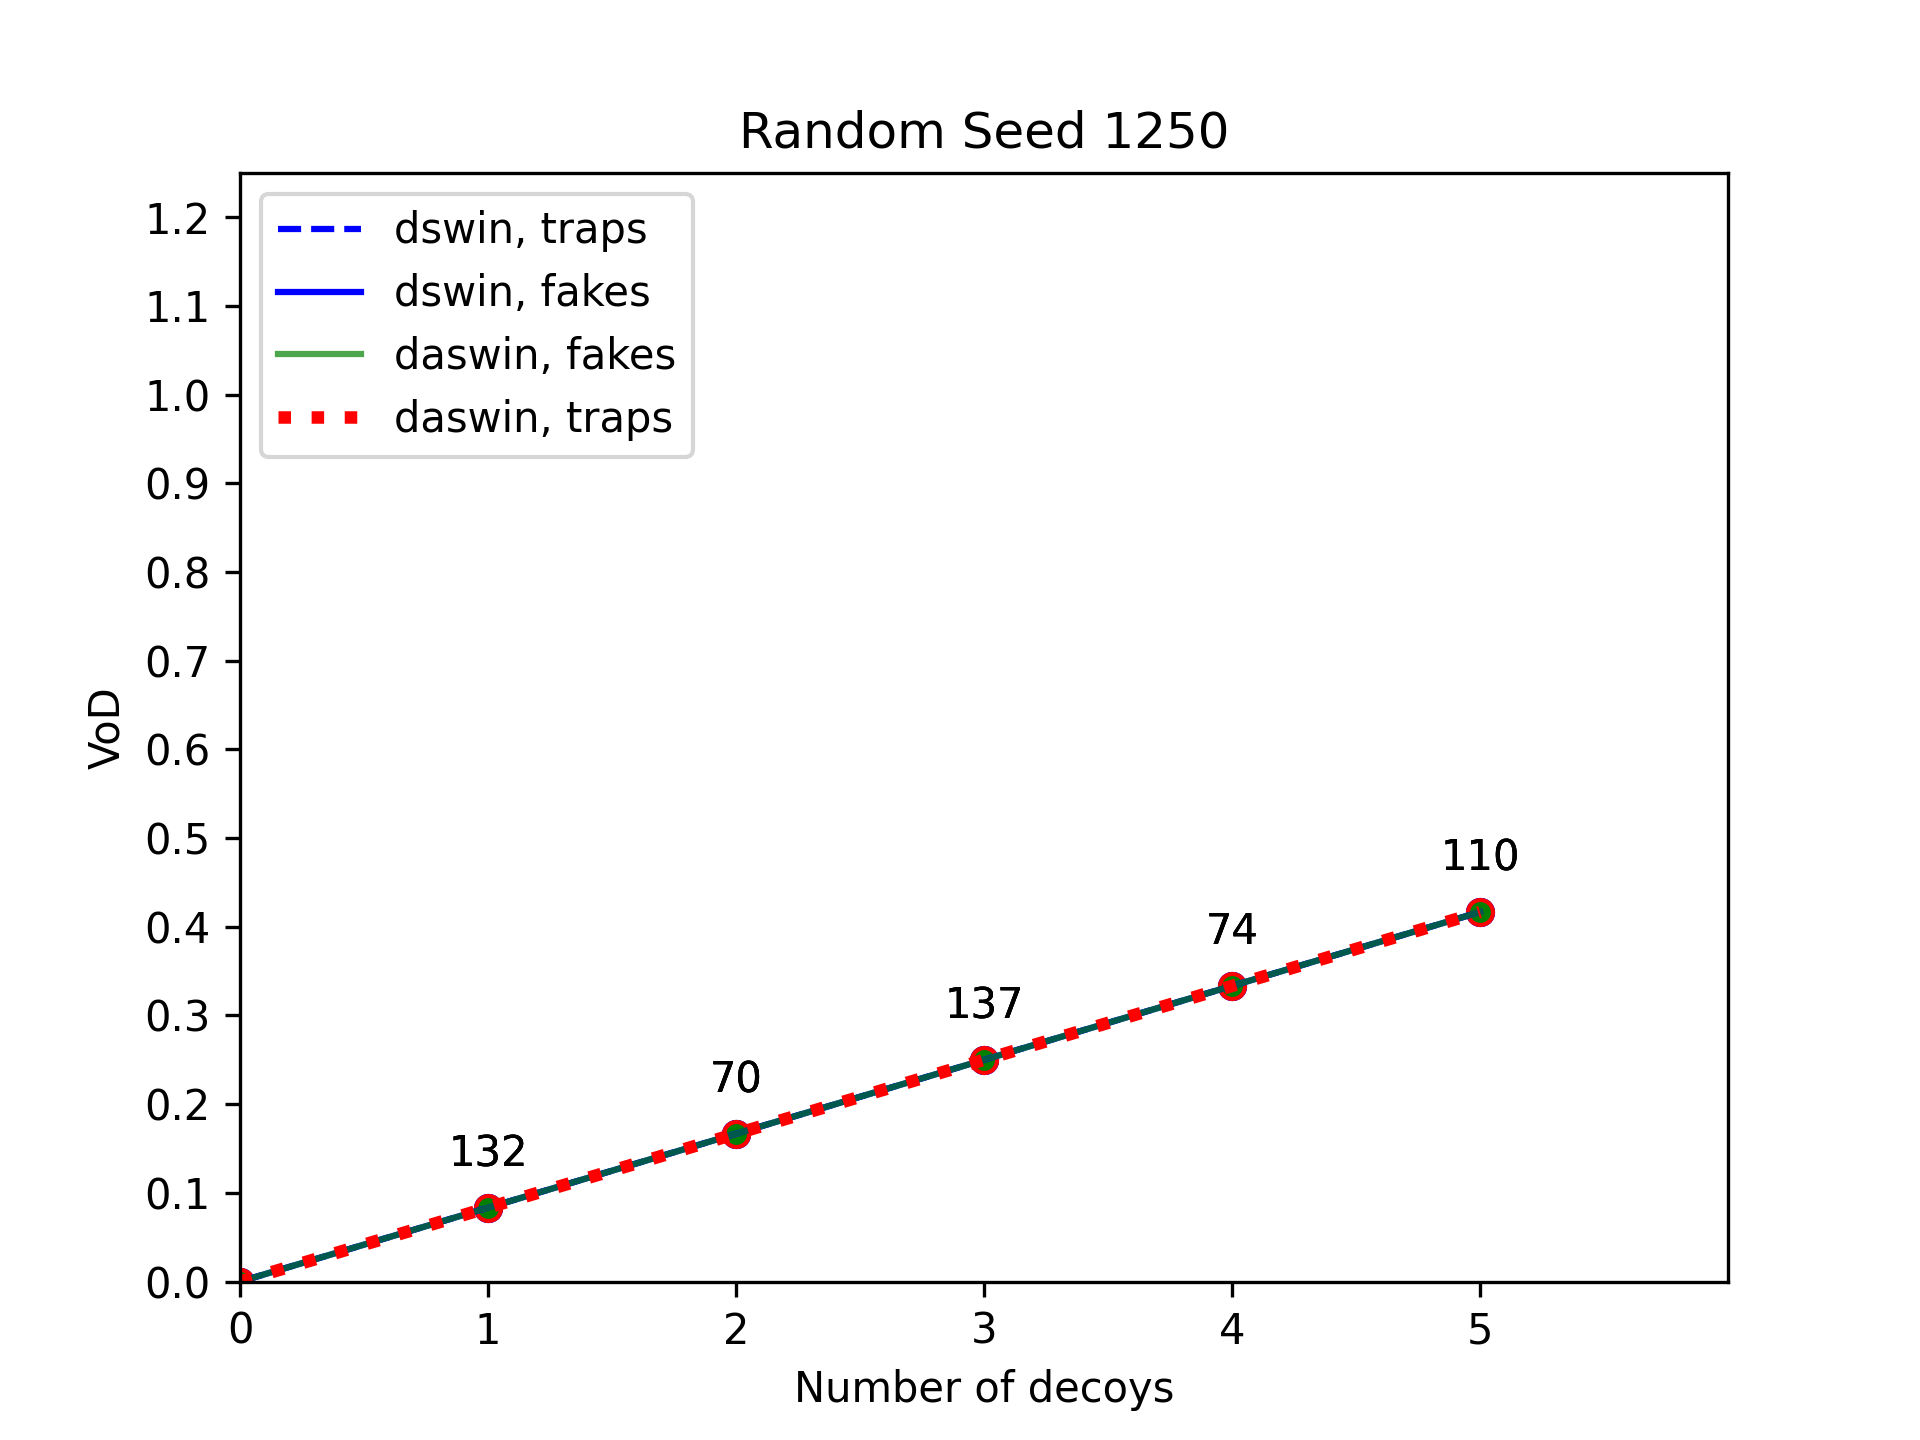 Random Seed 1250
dswin, traps
dswin, fakes
daswin, fakes
daswin, traps
1.2
1.1
1.0
0.9
0.8
0.7
0.6
0.5
0.4
0.3
0.2
0.1
0.0
VoD
132
70
137
74
110
0 1 2 3 4 5
Number of decoys